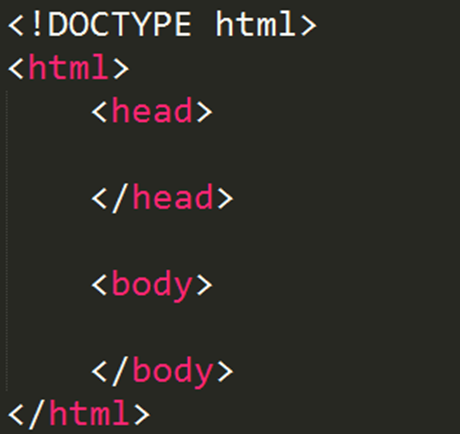 <!DOCTYPE html>
<html>
<head>
</head>
<body>
</body>
</html>